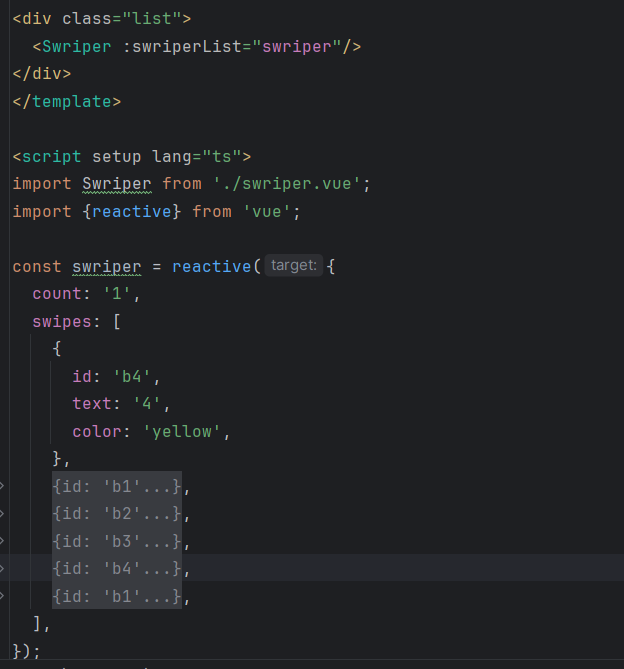 <div class="list">
  <Swriper :swriperList="swriper"/>
</div>
</template>

<script setup lang="ts">
import Swriper from './swriper.vue';
import {reactive} from 'vue';

const swriper = reactive( target: {
  count: '1',
  swipes: [
    {
      id: 'b4',
      text: '4',
      color: 'yellow',
    },
    {id: 'b1'...},
    {id: 'b2'...},
    {id: 'b3'...},
    {id: 'b4'...},
    {id: 'b1'...},
  ],
});